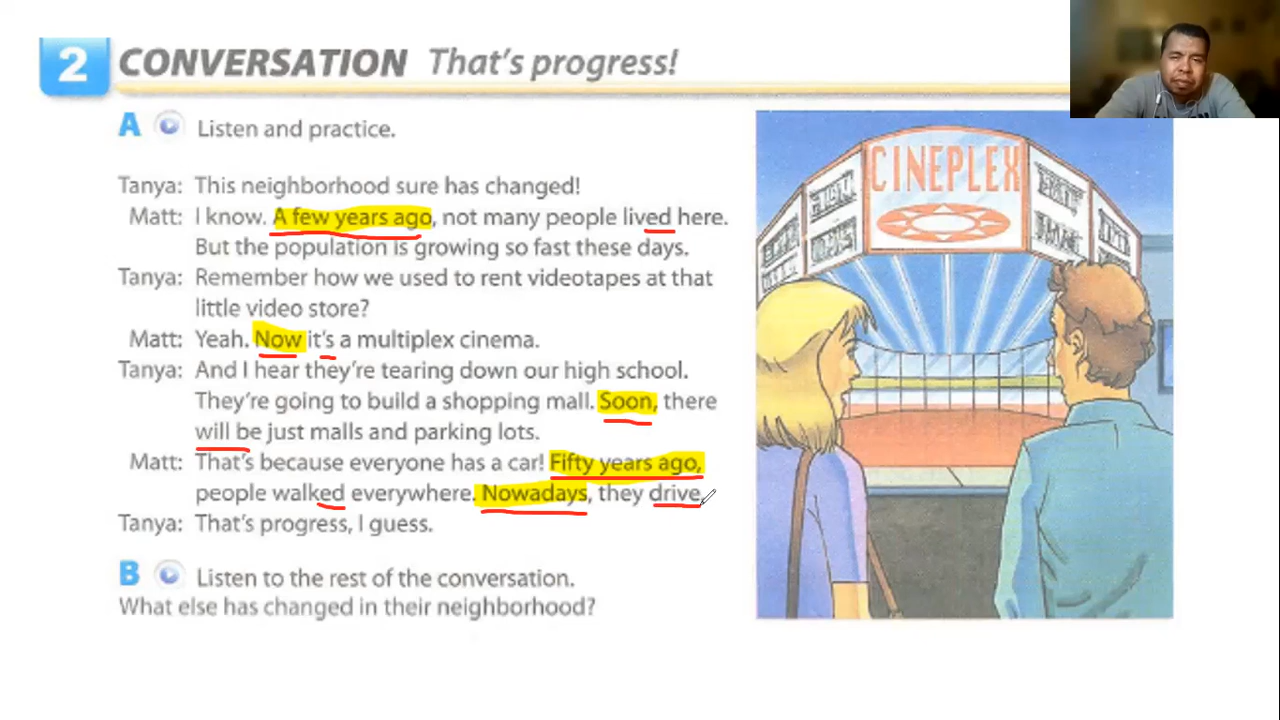 2 CONVERSATION That's progress!
A Listen and practice.
Tanya: This neighborhood sure has changed!
Matt: I know. A few years ago, not many people lived here.
But the population is growing so fast these days.
Tanya: Remember how we used to rent videotapes at that
little video store?
Matt: Yeah. Now it's a multiplex cinema.
Tanya: And I hear they're tearing down our high school.
They're going to build a shopping mall. Soon, there
will be just malls and parking lots.
Matt: That's because everyone has a car! Fifty years ago,
people walked everywhere. Nowadays, they drive.
Tanya: That's progress, I guess.
B Listen to the rest of the conversation.
What else has changed in their neighborhood?
CINEPLEX